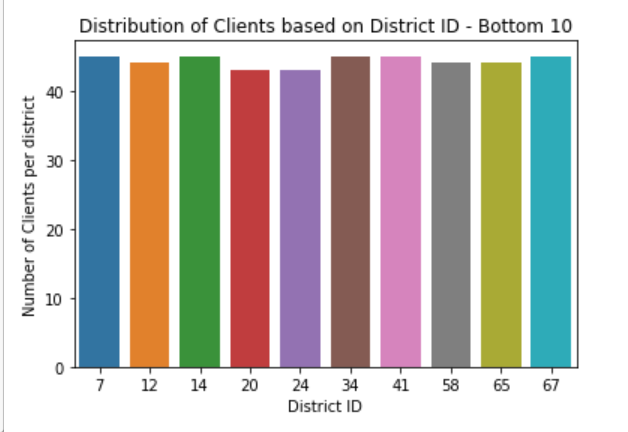 Distribution of Clients based on District ID - Bottom 10
Number of Clients per district
40
30
20
10
0
7 12 14 20 24 34 41 58 65 67
District ID